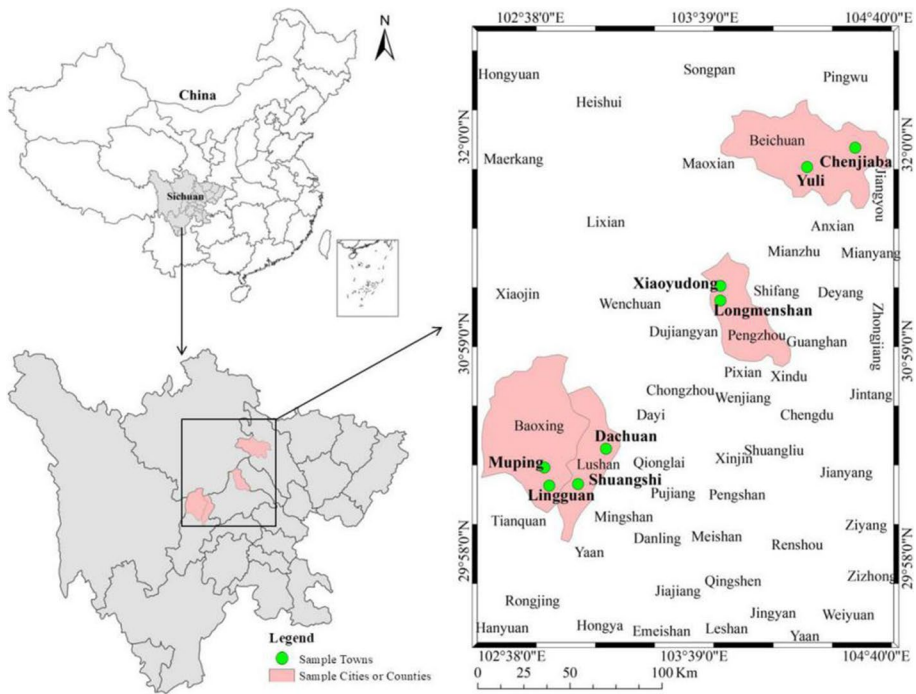 N
China
Sichuan
Legend
Sample Towns
Sample Cities or Counties
102°38'0"E 103°39'0"E 104°40'0"E
Hongyuan Songpan Pingwu
Heishui
Beichuan
Maerkang Maoxian Chenjiaba
Yuli
Jiangyou
Lixian Anxian
Mianzhu Mianyang
Xiaoyudong Shifang Deyang
Xiaojin Wenchuan Longmenshan
Zhongjiang
Dujiangyan Pengzhou Guanghan
Pixian Xindu
Chongzhou Wenjiang Jintang
Baoxing Dayi Chengdu
Dachuan
Muping Lushan Qionglai Xinjin Shuangliu
Lingguan Shuangshi Jianyang
Pujiang Pengshan
Tianquan Mingshan Ziyang
Yaan Danling Meishan Renshou
Jiajiang Qingshen Zizhong
Rongjing Jingyan Weiyuan
Hanyuan Hongya Emeishan Leshan Yaan
32°0'0"N 32°0'0"N
30°59'0"N 30°59'0"N
29°58'0"N 29°58'0"N
102°38'0"E 103°39'0"E 104°40'0"E
0 25 50 100 Km